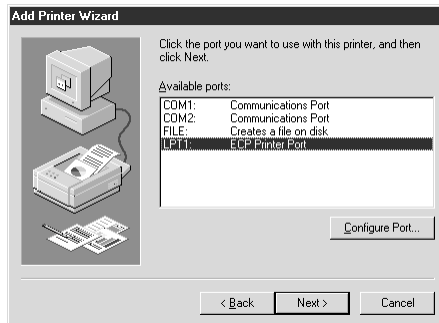 Add Printer Wizard
Click the port you want to use with this printer, and then
click Next.
Available ports:
COM1: Communications Port
COM2: Communications Port
FILE: Creates a file on disk
LPT1: ECP Printer Port
Configure Port...
< Back Next > Cancel